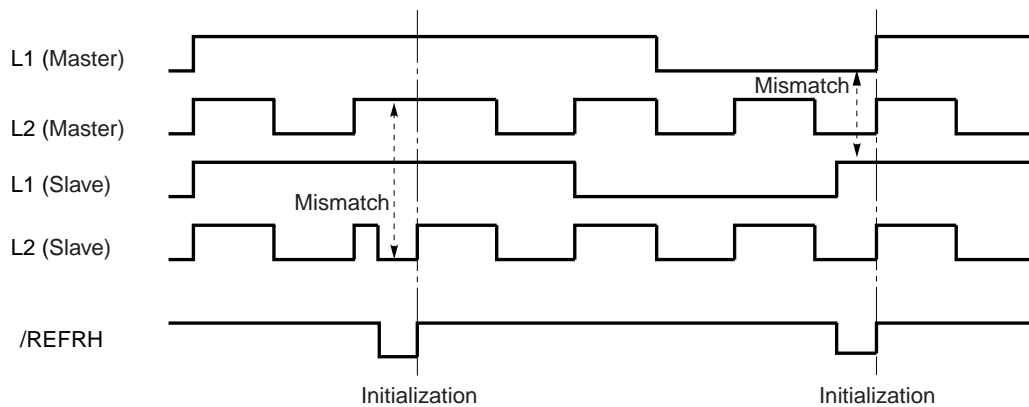 L1 (Master)
Mismatch
L2 (Master)
L1 (Slave)
Mismatch
L2 (Slave)
/REFRH
Initialization
Initialization